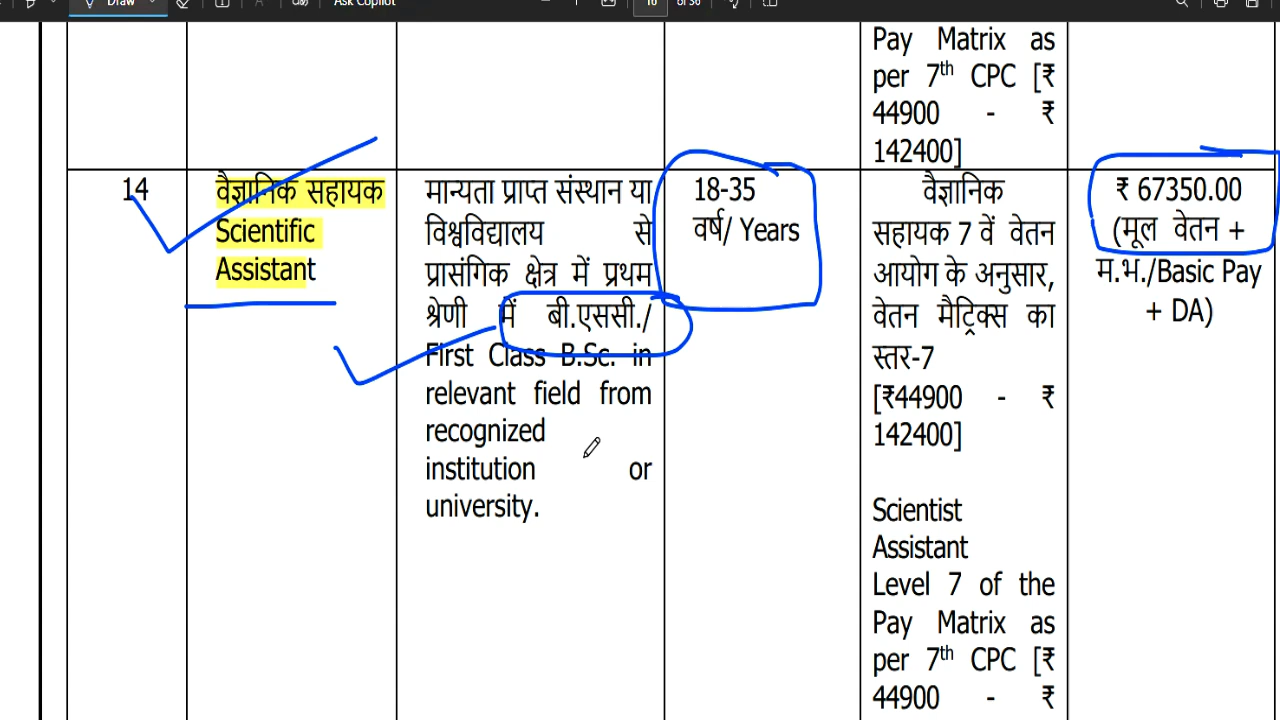 Draw
Ask Copilot
of 36
Pay Matrix as
per 7th CPC [₹
44900 - ₹
142400]
14
वैज्ञानिक सहायक
Scientific
Assistant
मान्यता प्राप्त संस्थान या
विश्वविद्यालय से
प्रासंगिक क्षेत्र में प्रथम
श्रेणी में बी.एससी./
First Class B.Sc. in
relevant field from
recognized
institution or
university.
18-35
वर्ष/ Years
वैज्ञानिक
सहायक 7 वें वेतन
आयोग के अनुसार,
वेतन मैट्रिक्स का
स्तर-7
[₹44900 - ₹
142400]
Scientist
Assistant
Level 7 of the
Pay Matrix as
per 7th CPC [₹
44900 - ₹
₹ 67350.00
(मूल वेतन +
म.भ./Basic Pay
+ DA)